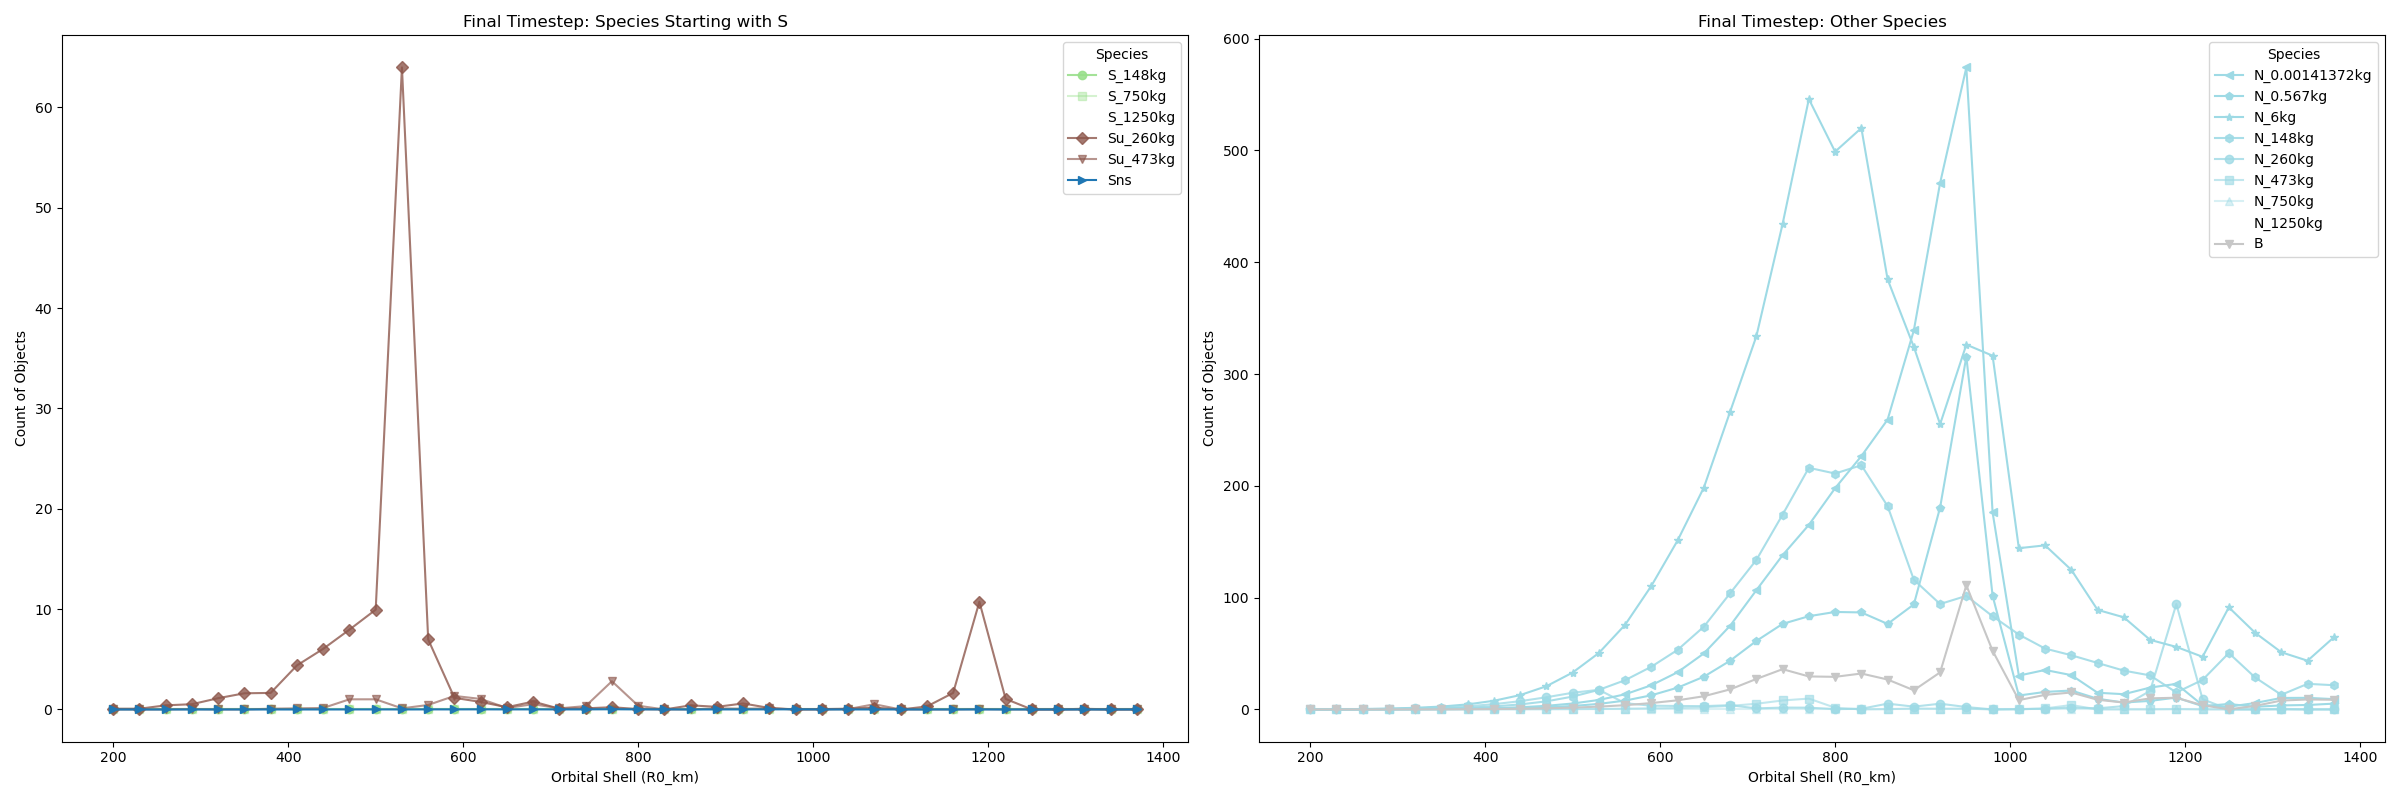 Final Timestep: Species Starting with S
Count of Objects
60
50
40
30
20
10
0
200 400 600 800 1000 1200 1400
Orbital Shell (R0_km)
Species
S_148kg
S_750kg
S_1250kg
Su_260kg
Su_473kg
Sns
Final Timestep: Other Species
Count of Objects
600
500
400
300
200
100
0
200 400 600 800 1000 1200 1400
Orbital Shell (R0_km)
Species
N_0.00141372kg
N_0.567kg
N_6kg
N_148kg
N_260kg
N_473kg
N_750kg
N_1250kg
B